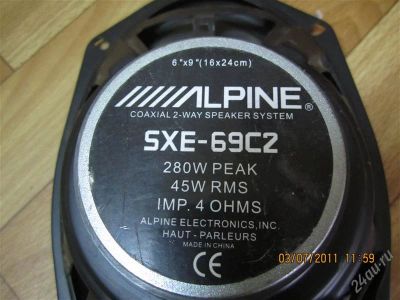 6"x9"(16x24cm)
ALPINE
COAXIAL 2-WAY SPEAKER SYSTEM
SXE-69C2
280W PEAK
45W RMS
IMP. 4 OHMS
ALPINE ELECTRONICS, INC.
HAUT-PARLEURS
MADE IN CHINA
CE
03/07/2011 11:59
24au.ru